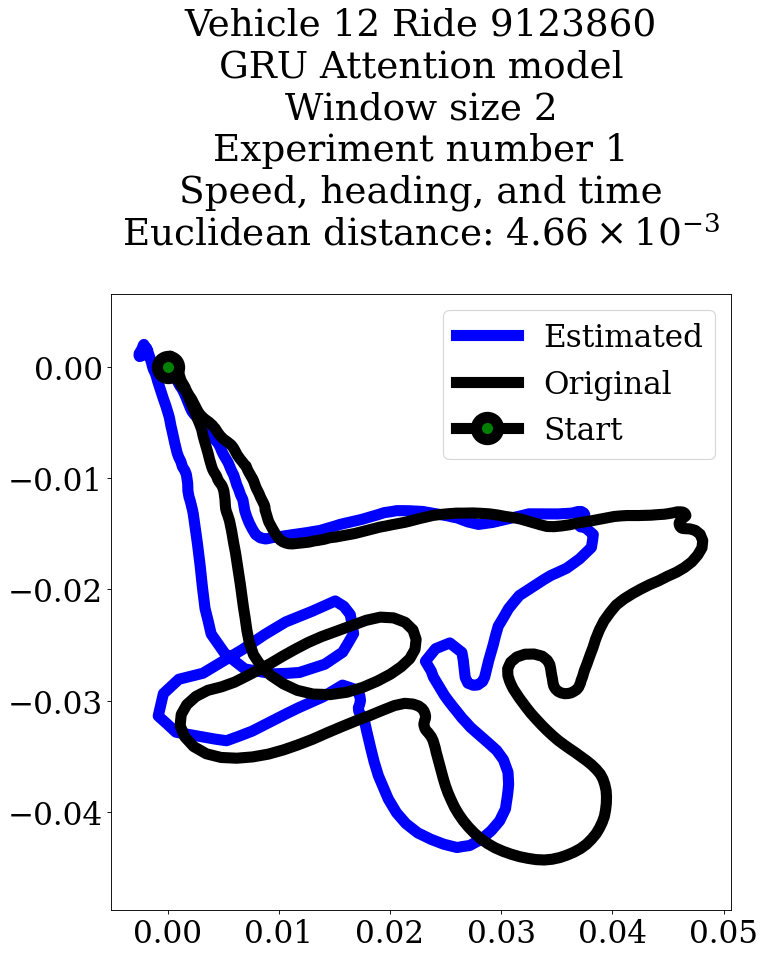 Vehicle 12 Ride 9123860
GRU Attention model
Window size 2
Experiment number 1
Speed, heading, and time
Euclidean distance: 4.66 × 10⁻³
Estimated
Original
Start
0.00
−0.01
−0.02
−0.03
−0.04
0.00 0.01 0.02 0.03 0.04 0.05